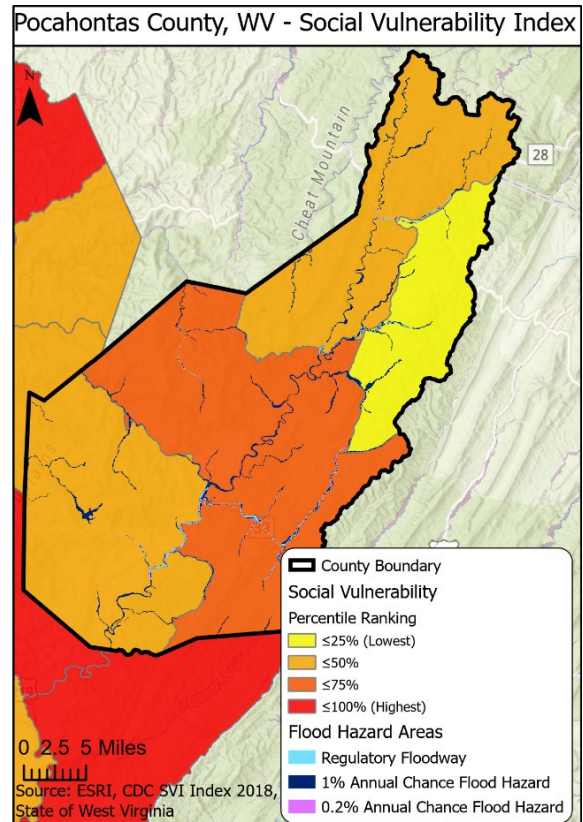 Pocahontas County, WV - Social Vulnerability Index
N
Cheat Mountain
28
Anthony Creek
County Boundary
Social Vulnerability
Percentile Ranking
≤25% (Lowest)
≤50%
≤75%
≤100% (Highest)
Flood Hazard Areas
Regulatory Floodway
1% Annual Chance Flood Hazard
0.2% Annual Chance Flood Hazard
0 2.5 5 Miles
Source: ESRI, CDC SVI Index 2018,
State of West Virginia